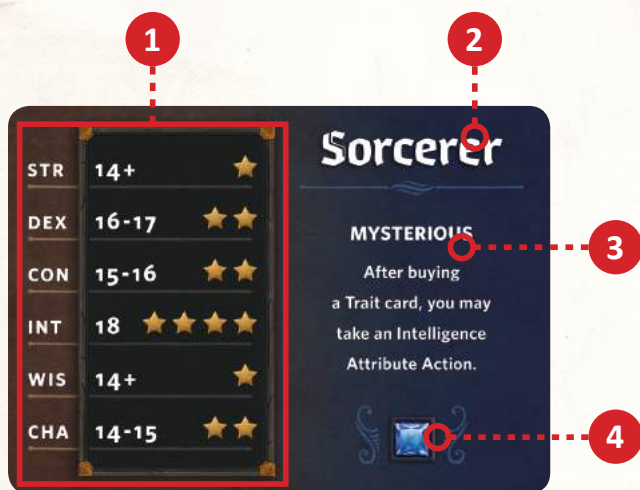 1
2
Sorcerer
STR 14+
DEX 16-17
CON 15-16
INT 18
WIS 14+
CHA 14-15
MYSTERIOUS
After buying
a Trait card, you may
take an Intelligence
Attribute Action.
3
4